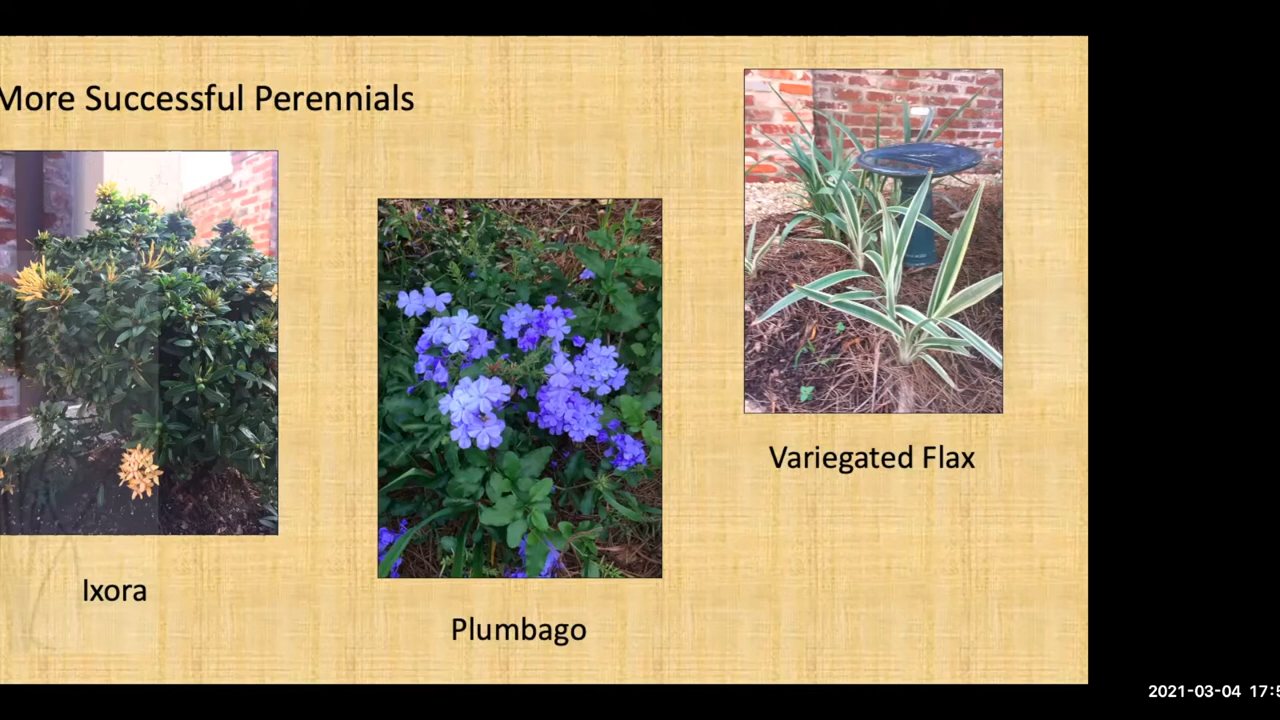 More Successful Perennials
Variegated Flax
Ixora
Plumbago
2021-03-04 17:5